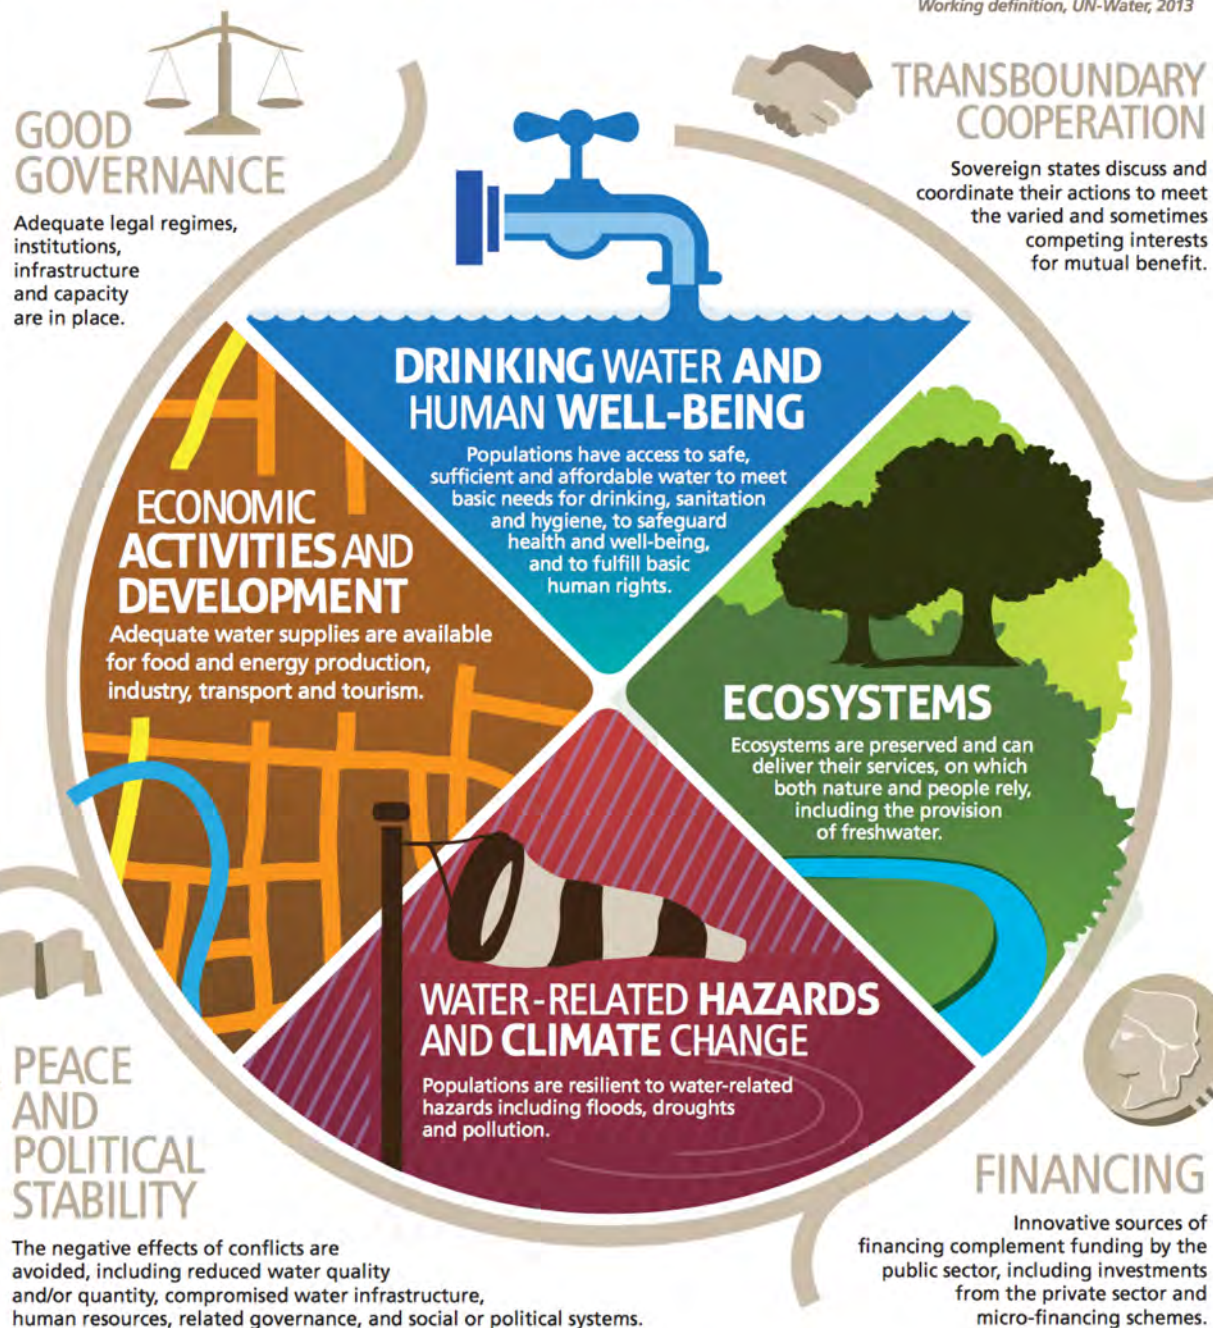 Working definition, UN-Water, 2013
GOOD
GOVERNANCE
Adequate legal regimes,
institutions,
infrastructure
and capacity
are in place.
TRANSBOUNDARY
COOPERATION
Sovereign states discuss and
coordinate their actions to meet
the varied and sometimes
competing interests
for mutual benefit.
DRINKING WATER AND
HUMAN WELL-BEING
Populations have access to safe,
sufficient and affordable water to meet
basic needs for drinking, sanitation
and hygiene, to safeguard
health and well-being,
and to fulfill basic
human rights.
ECONOMIC
ACTIVITIES AND
DEVELOPMENT
Adequate water supplies are available
for food and energy production,
industry, transport and tourism.
ECOSYSTEMS
Ecosystems are preserved and can
deliver their services, on which
both nature and people rely,
including the provision
of freshwater.
WATER-RELATED HAZARDS
AND CLIMATE CHANGE
Populations are resilient to water-related
hazards including floods, droughts
and pollution.
PEACE
AND
POLITICAL
STABILITY
The negative effects of conflicts are
avoided, including reduced water quality
and/or quantity, compromised water infrastructure,
human resources, related governance, and social or political systems.
FINANCING
Innovative sources of
financing complement funding by the
public sector, including investments
from the private sector and
micro-financing schemes.